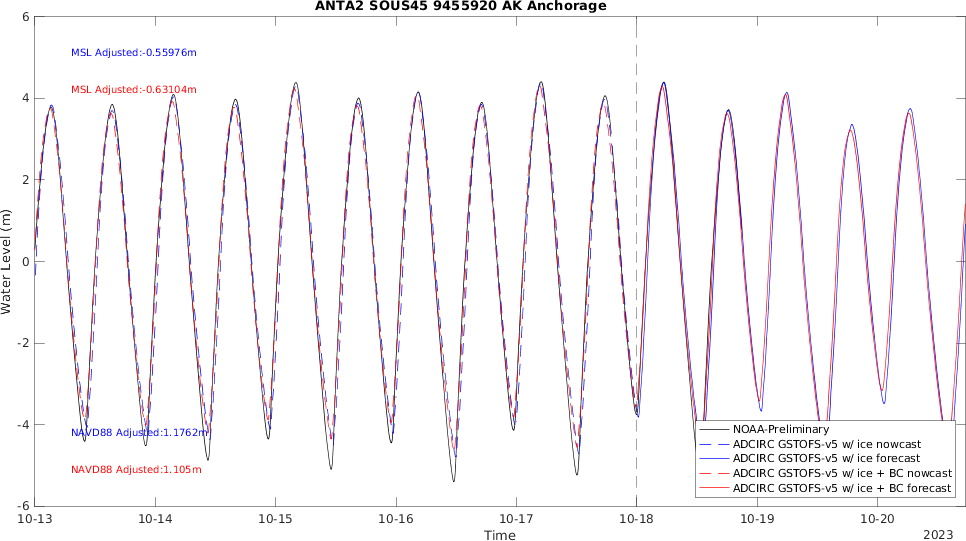 ANTA2 SOUS45 9455920 AK Anchorage
6
MSL Adjusted:-0.55976m
MSL Adjusted:-0.63104m
4
2
Water Level (m)
0
-2
-4
NAVD88 Adjusted:1.1762m
NAVD88 Adjusted:1.105m
NOAA-Preliminary
ADCIRC GSTOFS-v5 w/ ice nowcast
ADCIRC GSTOFS-v5 w/ ice forecast
ADCIRC GSTOFS-v5 w/ ice + BC nowcast
ADCIRC GSTOFS-v5 w/ ice + BC forecast
-6
10-13 10-14 10-15 10-16 10-17 10-18 10-19 10-20
Time
2023